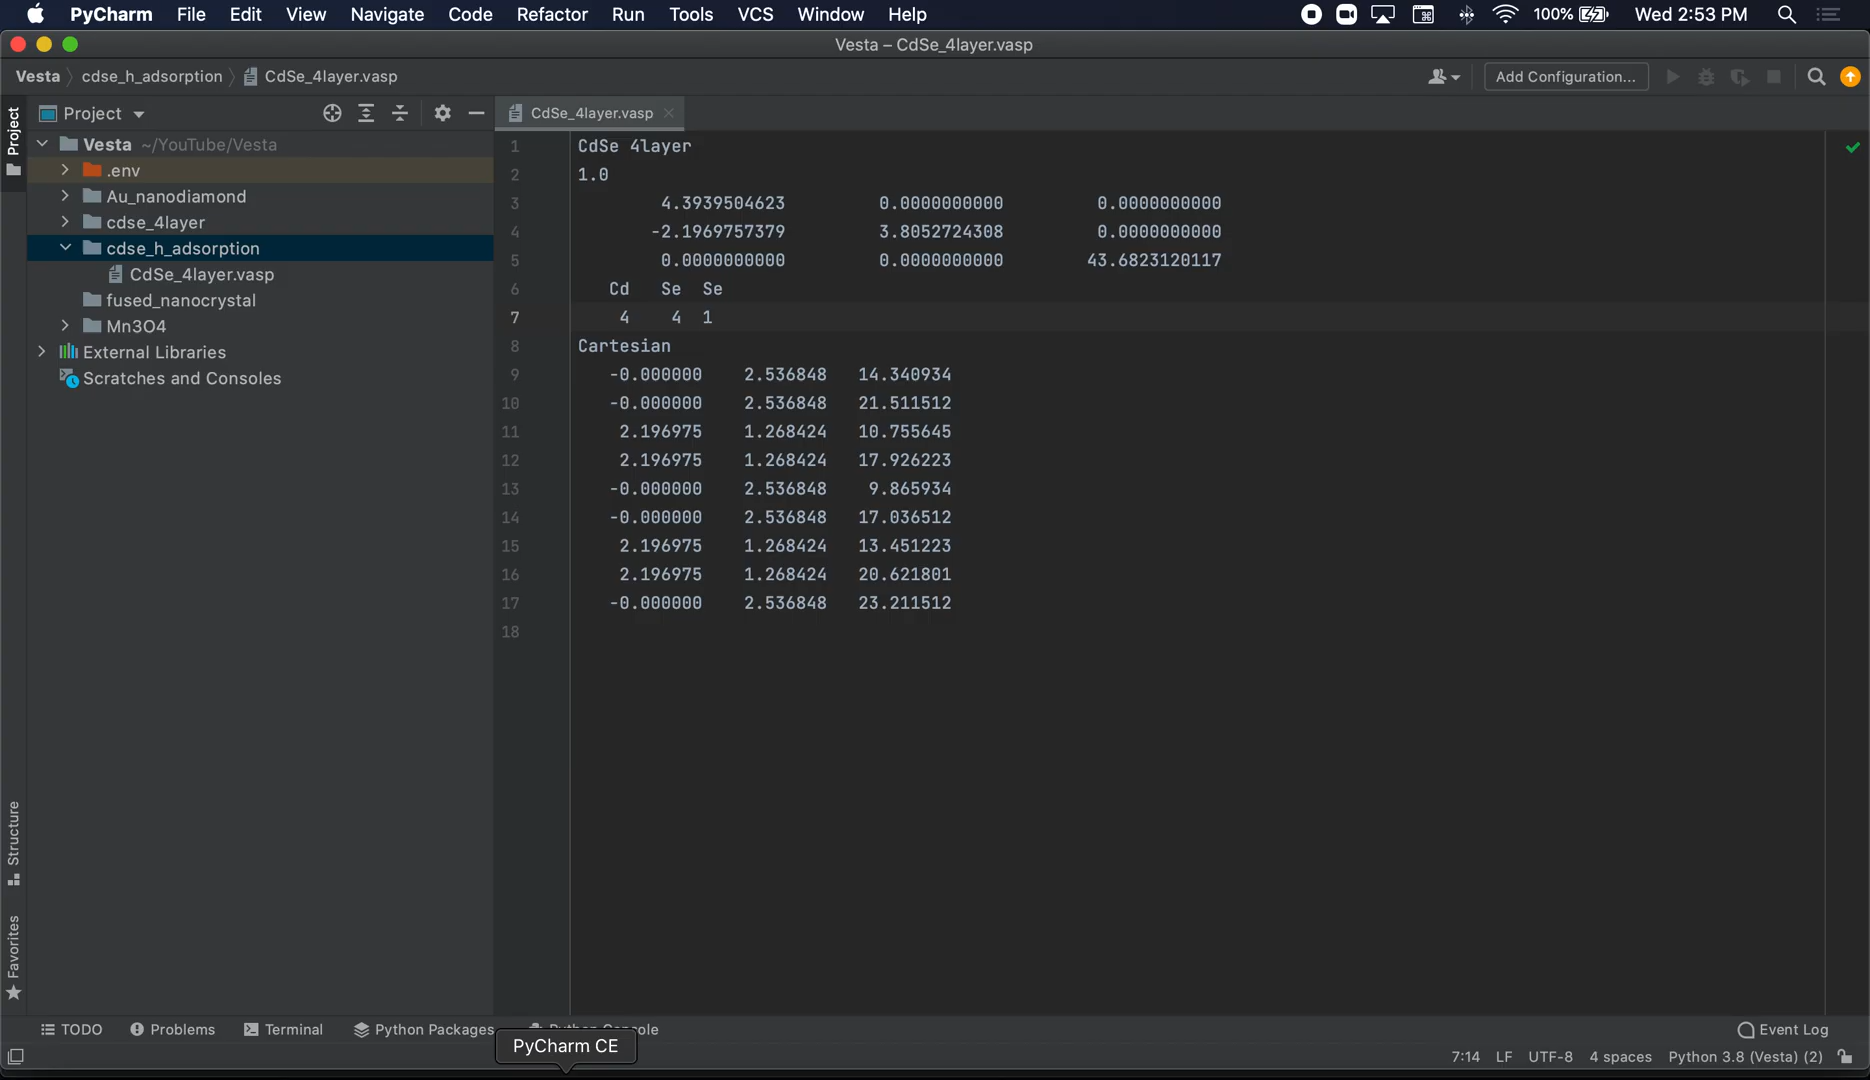 PyCharm File Edit View Navigate Code Refactor Run Tools VCS Window Help 100% Wed 2:53 PM
Vesta – CdSe_4layer.vasp
Vesta cdse_h_adsorption CdSe_4layer.vasp Add Configuration...
Project
Project
CdSe_4layer.vasp
Vesta ~/YouTube/Vesta
.env
Au_nanodiamond
cdse_4layer
cdse_h_adsorption
CdSe_4layer.vasp
fused_nanocrystal
Mn3O4
External Libraries
Scratches and Consoles
1 CdSe 4layer
2 1.0
3 4.3939504623 0.0000000000 0.0000000000
4 -2.1969757379 3.8052724308 0.0000000000
5 0.0000000000 0.0000000000 43.6823120117
6 Cd Se Se
7 4 4 1
8 Cartesian
9 -0.000000 2.536848 14.340934
10 -0.000000 2.536848 21.511512
11 2.196975 1.268424 10.755645
12 2.196975 1.268424 17.926223
13 -0.000000 2.536848 9.865934
14 -0.000000 2.536848 17.036512
15 2.196975 1.268424 13.451223
16 2.196975 1.268424 20.621801
17 -0.000000 2.536848 23.211512
18
Structure
Favorites
TODO Problems Terminal Python Packages Python Console Event Log
PyCharm CE
7:14 LF UTF-8 4 spaces Python 3.8 (Vesta) (2)